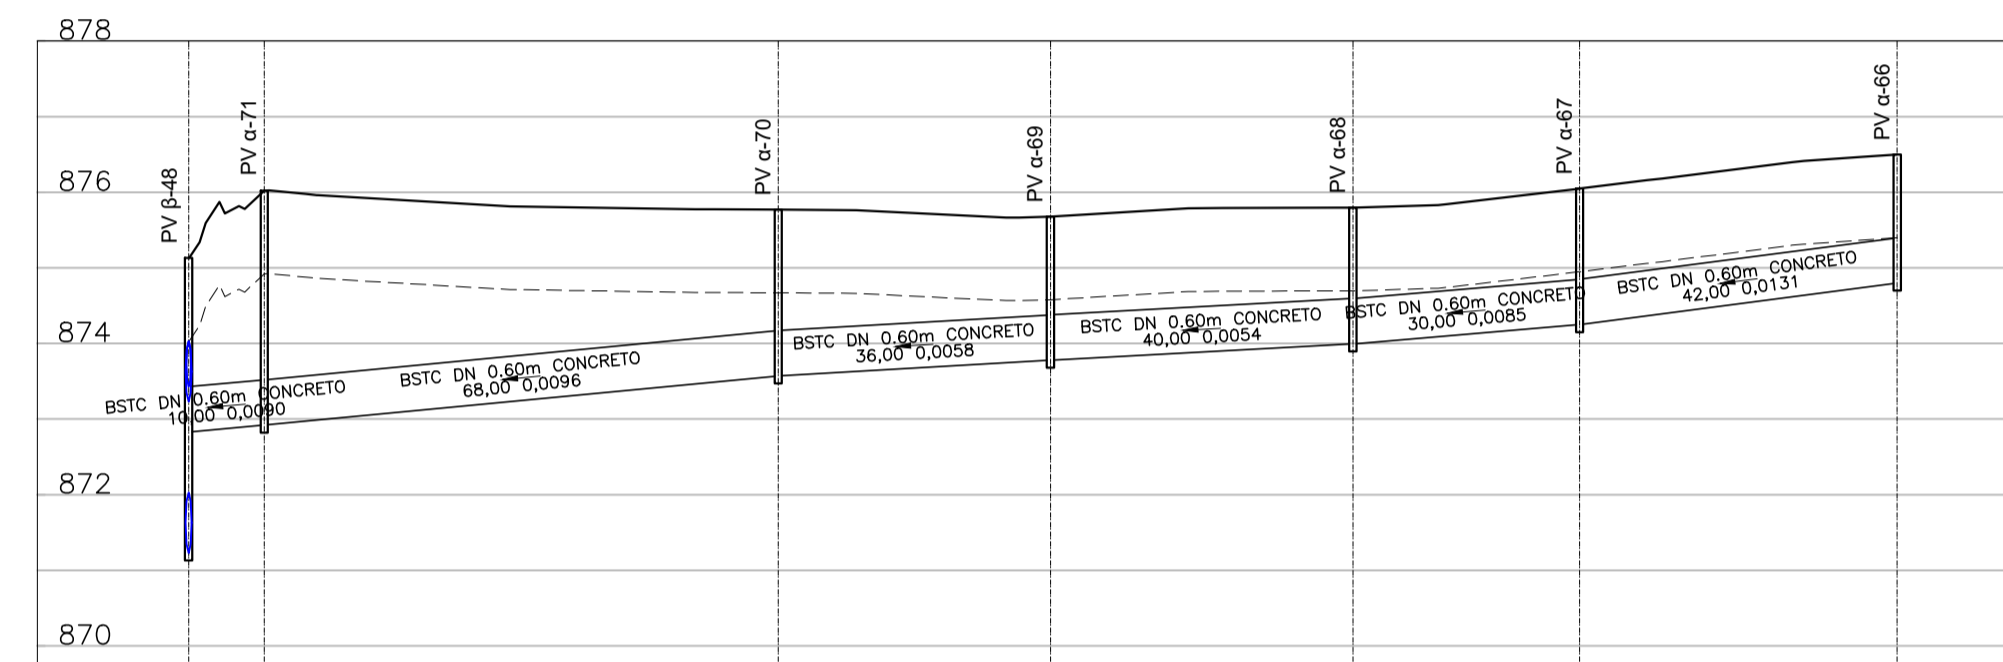 878
876
874
872
870
PV β-48
PV α-71
PV α-70
PV α-69
PV α-68
PV α-67
PV α-66
BSTC DN 0.60m CONCRETO
10,00 0,0090
BSTC DN 0.60m CONCRETO
68,00 0,0096
BSTC DN 0.60m CONCRETO
36,00 0,0058
BSTC DN 0.60m CONCRETO
40,00 0,0054
BSTC DN 0.60m CONCRETO
30,00 0,0085
BSTC DN 0.60m CONCRETO
42,00 0,0131